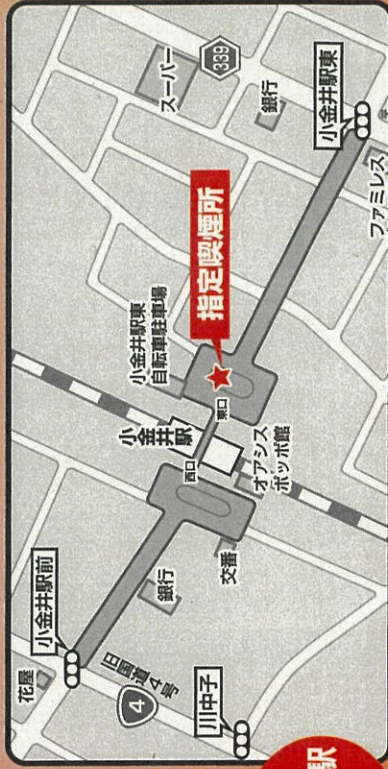 花屋
小金井駅前
旧国道4号
4
川中子
銀行
交番
西口
小金井駅
オアシス
ポッポ館
東口
小金井駅東
自転車駐車場
指定喫煙所
スーパー
339
銀行
小金井駅東
ファミレス
駅